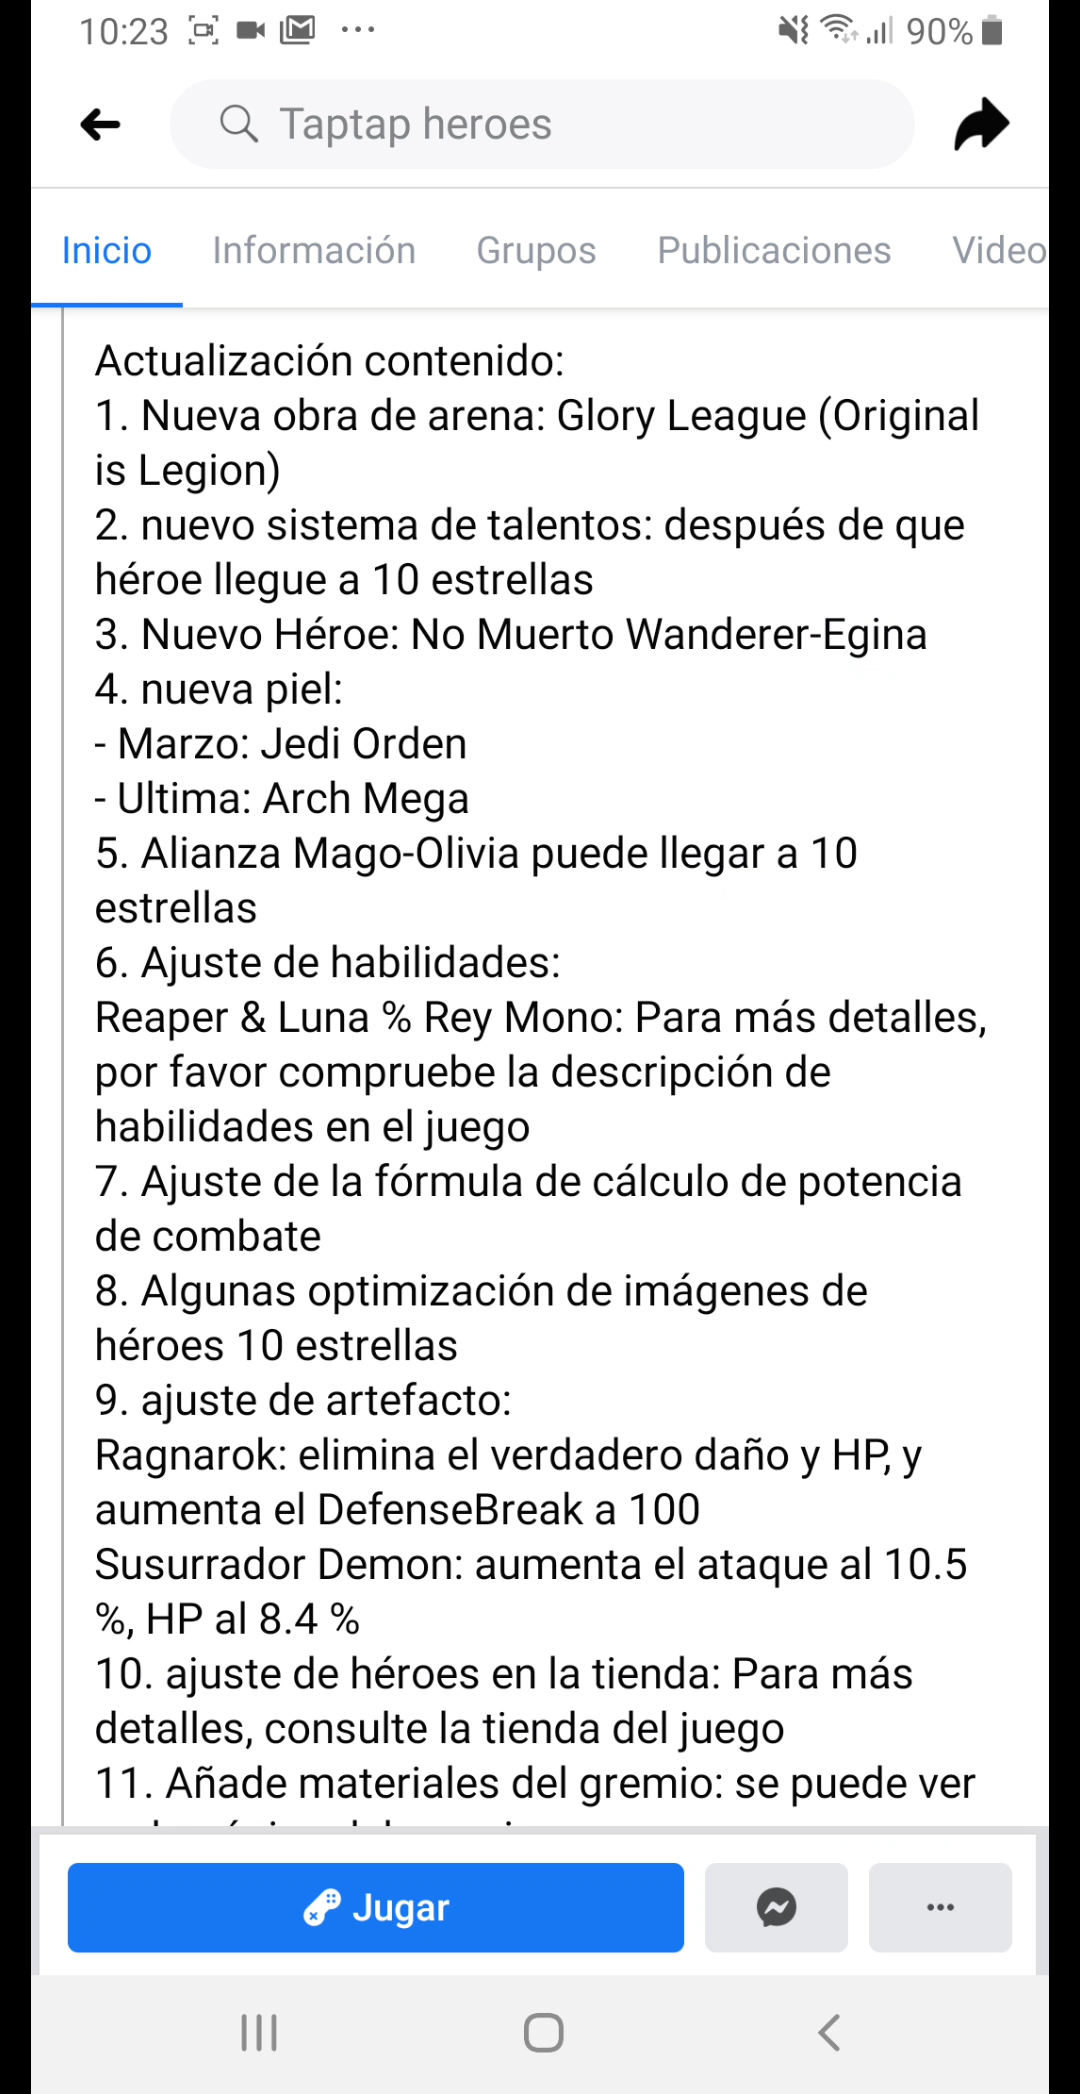 10:23
90%
Taptap heroes
Inicio Información Grupos Publicaciones Video
Actualización contenido:
1. Nueva obra de arena: Glory League (Original
is Legion)
2. nuevo sistema de talentos: después de que
héroe llegue a 10 estrellas
3. Nuevo Héroe: No Muerto Wanderer-Egina
4. nueva piel:
- Marzo: Jedi Orden
- Ultima: Arch Mega
5. Alianza Mago-Olivia puede llegar a 10
estrellas
6. Ajuste de habilidades:
Reaper & Luna % Rey Mono: Para más detalles,
por favor compruebe la descripción de
habilidades en el juego
7. Ajuste de la fórmula de cálculo de potencia
de combate
8. Algunas optimización de imágenes de
héroes 10 estrellas
9. ajuste de artefacto:
Ragnarok: elimina el verdadero daño y HP, y
aumenta el DefenseBreak a 100
Susurrador Demon: aumenta el ataque al 10.5
%, HP al 8.4 %
10. ajuste de héroes en la tienda: Para más
detalles, consulte la tienda del juego
11. Añade materiales del gremio: se puede ver
Jugar